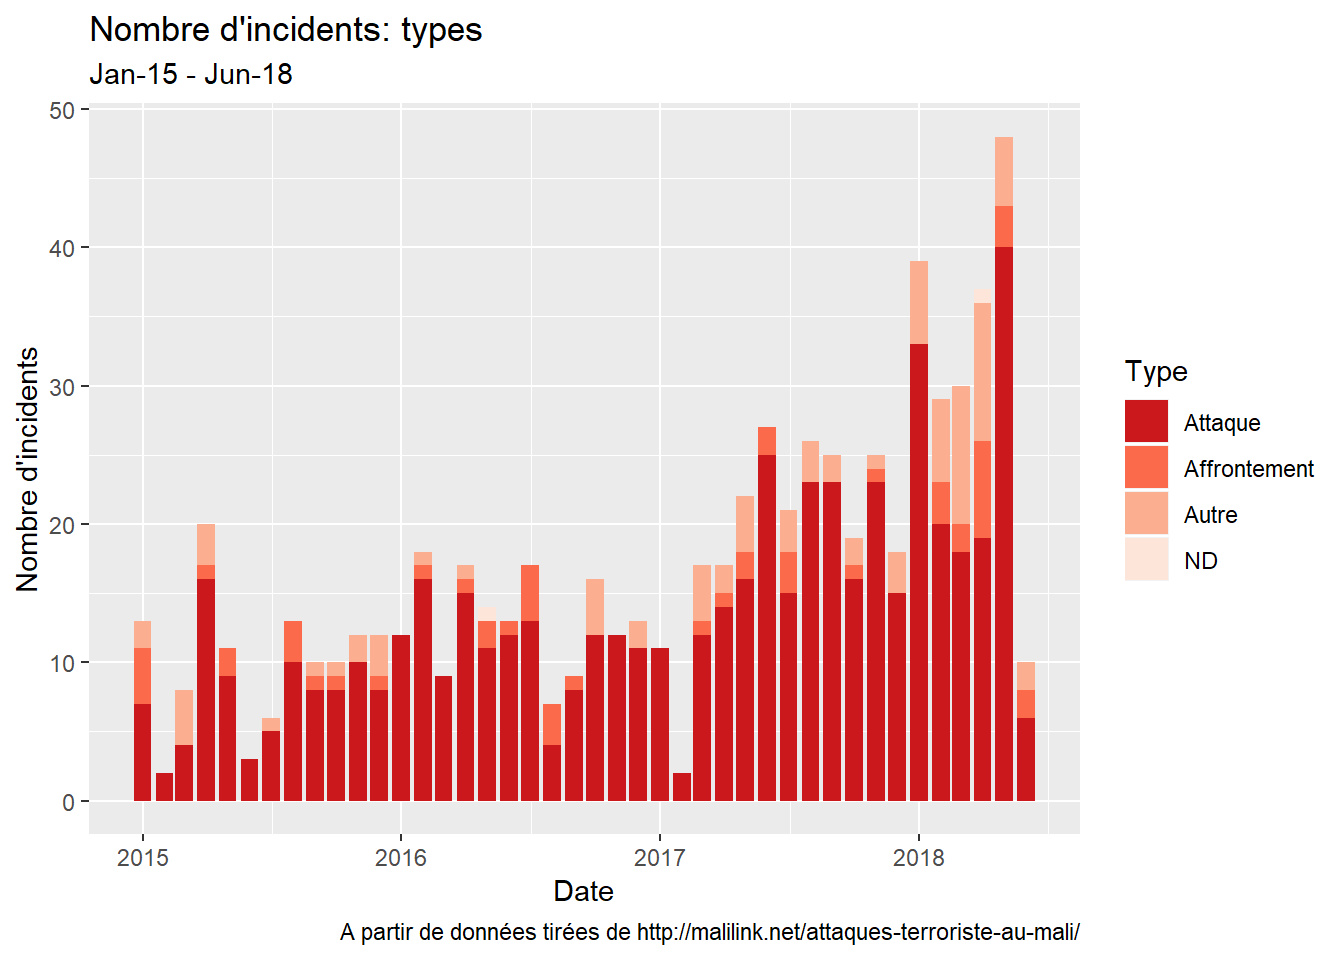 Nombre d'incidents: types
Jan-15 - Jun-18
50
40
30
20
10
0
Nombre d'incidents
2015 2016 2017 2018
Date
Type
Attaque
Affrontement
Autre
ND
A partir de données tirées de http://malilink.net/attaques-terroriste-au-mali/